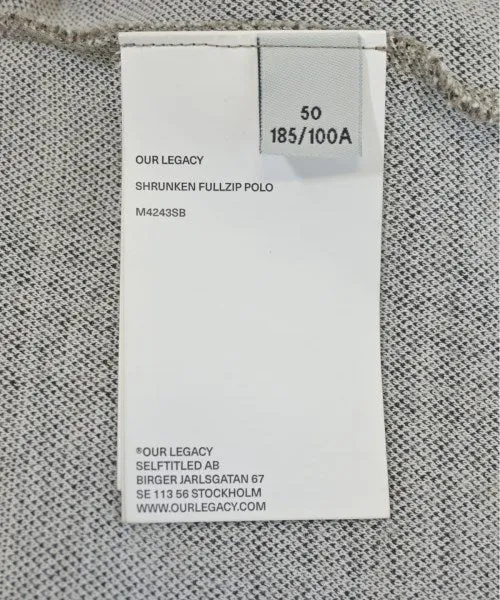 50
185/100A
OUR LEGACY
SHRUNKEN FULLZIP POLO
M4243SB
®OUR LEGACY
SELFTITLED AB
BIRGER JARLSGATAN 67
SE 113 56 STOCKHOLM
WWW.OURLEGACY.COM